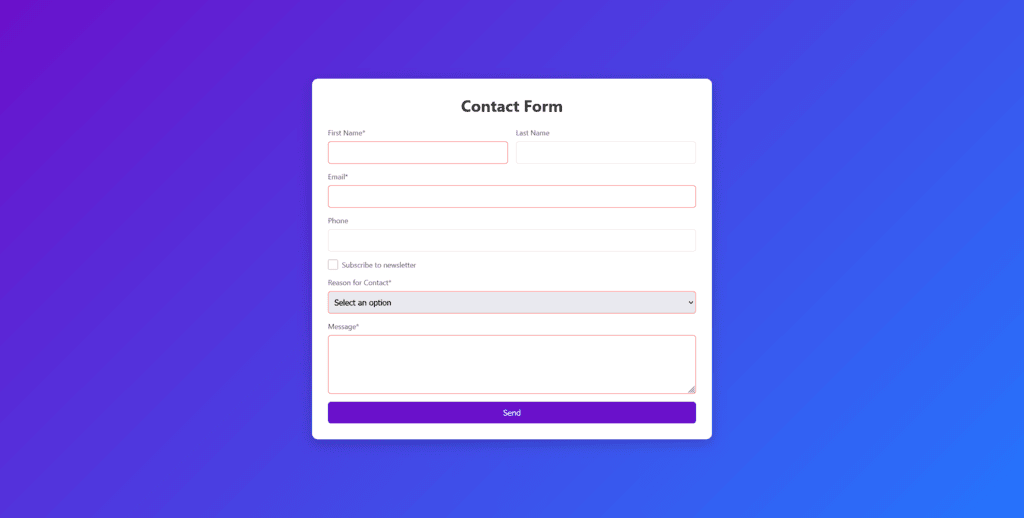 Contact Form
First Name* Last Name
Email*
Phone
Subscribe to newsletter
Reason for Contact*
Select an option
Message*
Send